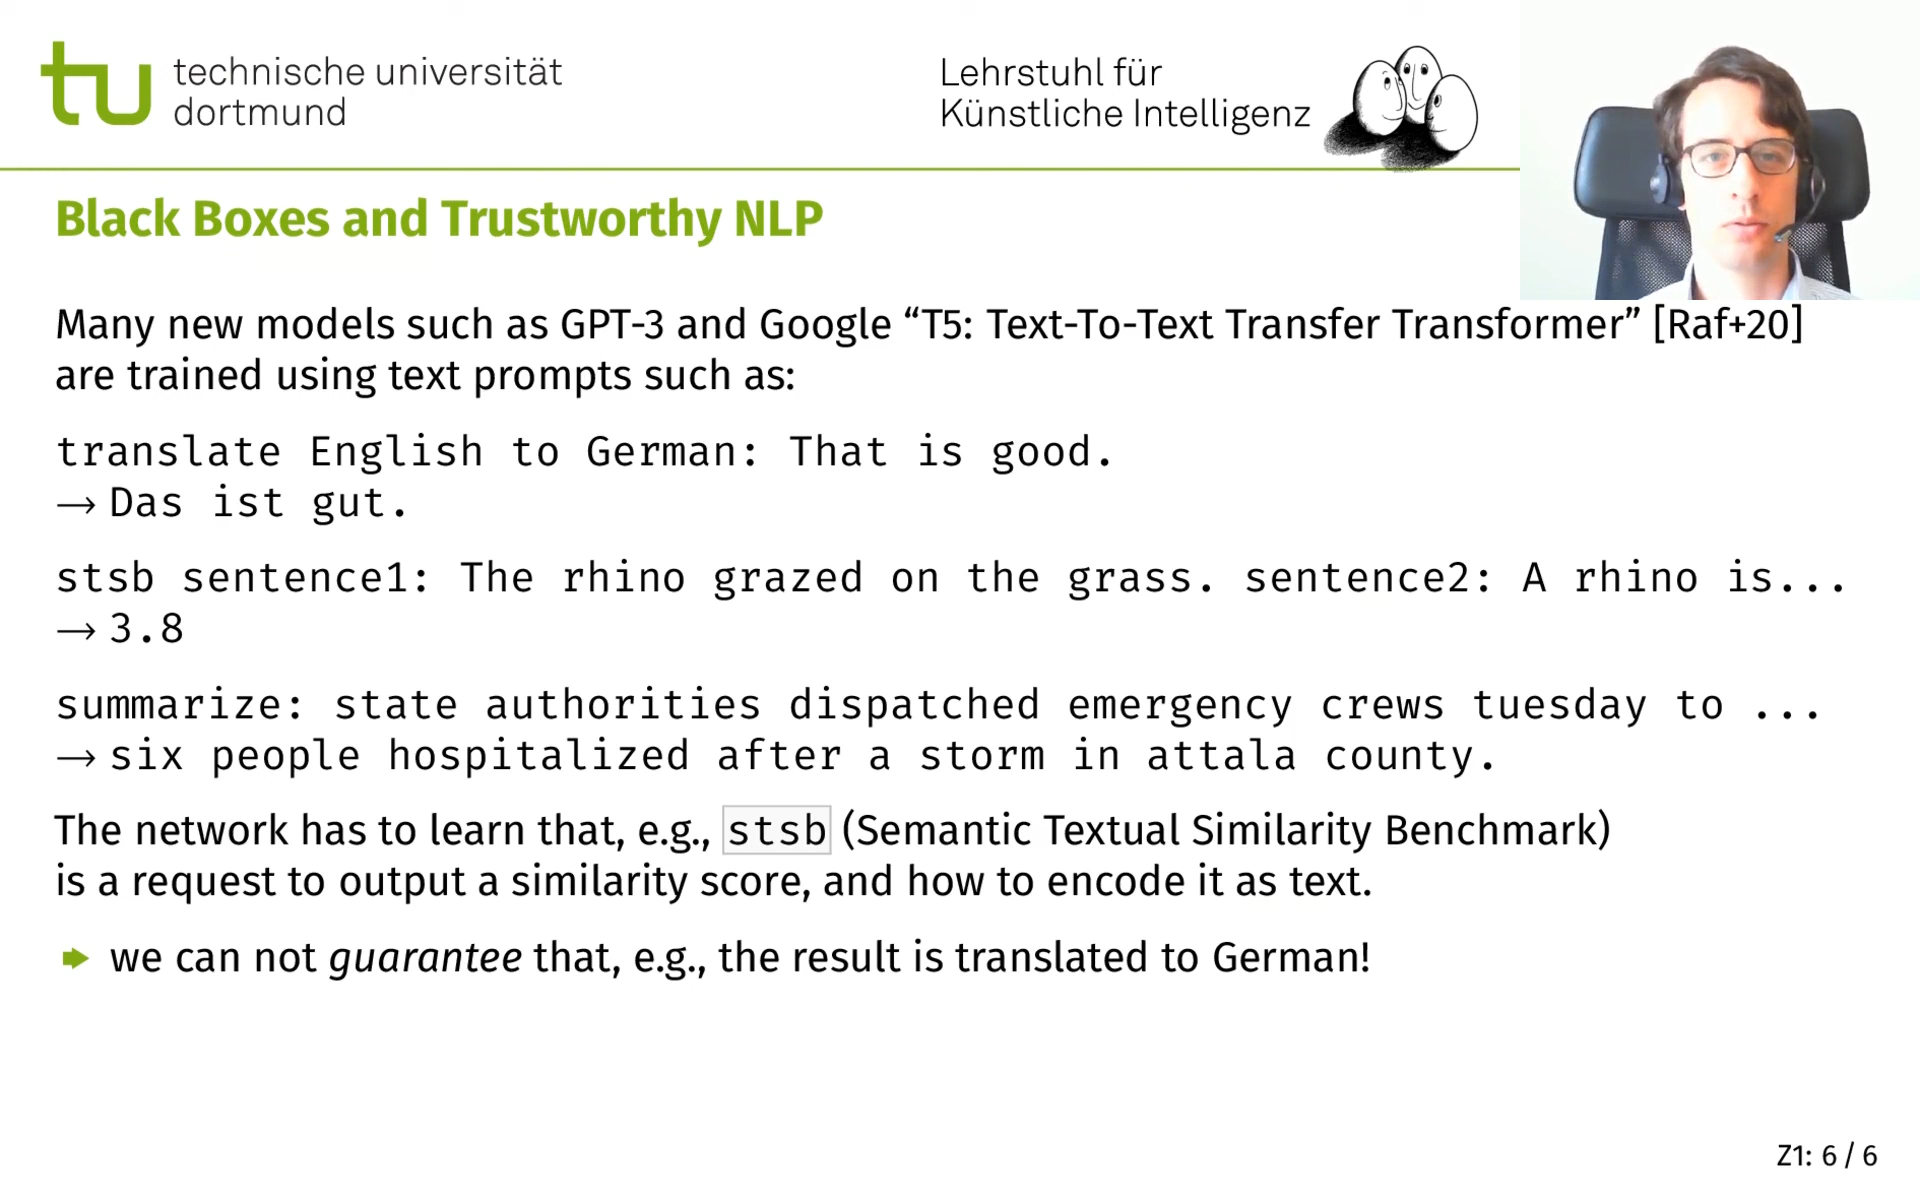 technische universität
dortmund
Lehrstuhl für
Künstliche Intelligenz
Black Boxes and Trustworthy NLP
Many new models such as GPT-3 and Google “T5: Text-To-Text Transfer Transformer” [Raf+20]
are trained using text prompts such as:
translate English to German: That is good.
→ Das ist gut.
stsb sentence1: The rhino grazed on the grass. sentence2: A rhino is...
→ 3.8
summarize: state authorities dispatched emergency crews tuesday to ...
→ six people hospitalized after a storm in attala county.
The network has to learn that, e.g., stsb (Semantic Textual Similarity Benchmark)
is a request to output a similarity score, and how to encode it as text.
we can not guarantee that, e.g., the result is translated to German!
Z1: 6 / 6